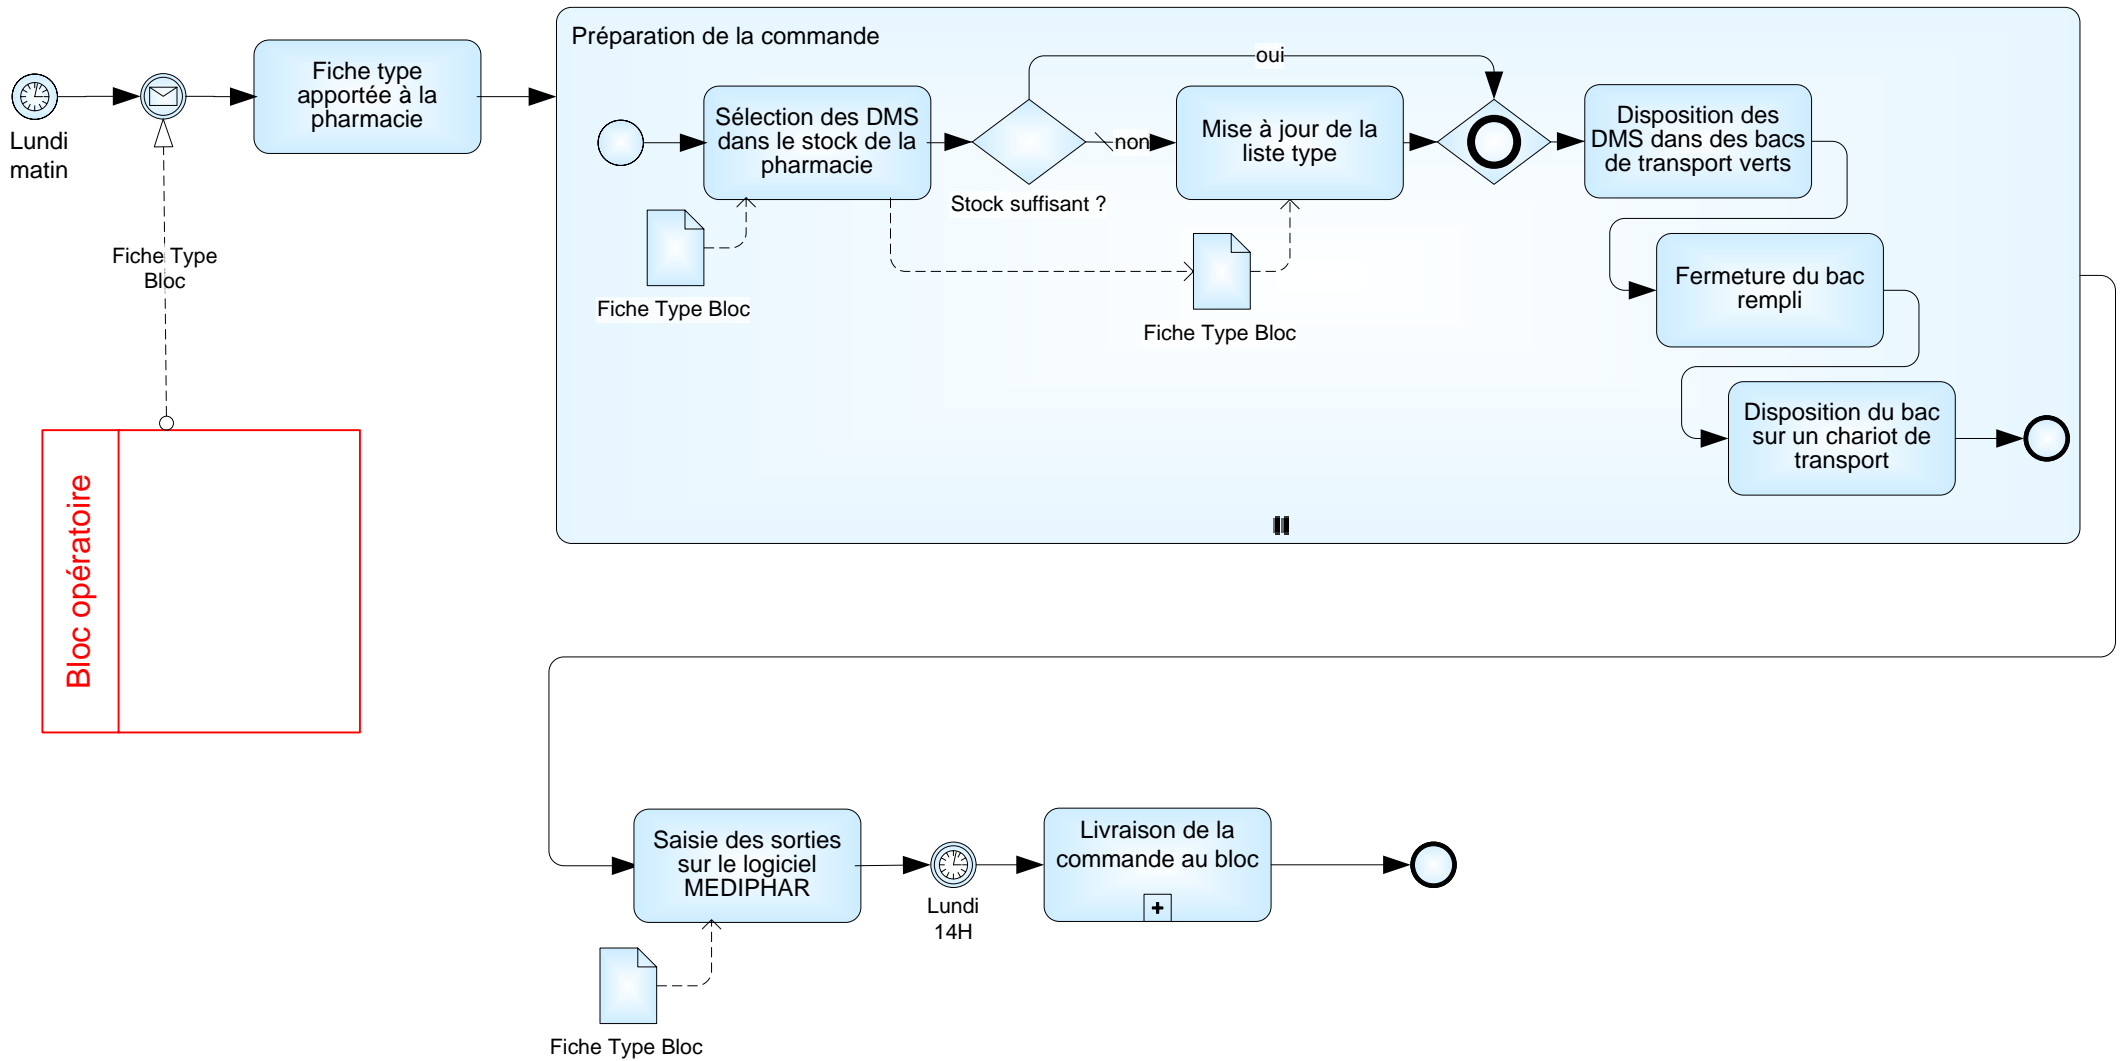 Préparation de la commande
oui
Lundi
matin
Fiche type
apportée à la
pharmacie
Sélection des DMS
dans le stock de la
pharmacie
non
Stock suffisant ?
Mise à jour de la
liste type
Disposition des
DMS dans des bacs
de transport verts
Fiche Type
Bloc
Fiche Type Bloc
Fiche Type Bloc
Fermeture du bac
rempli
Disposition du bac
sur un chariot de
transport
Bloc opératoire
Saisie des sorties
sur le logiciel
MEDIPHAR
Lundi
14H
Livraison de la
commande au bloc
Fiche Type Bloc